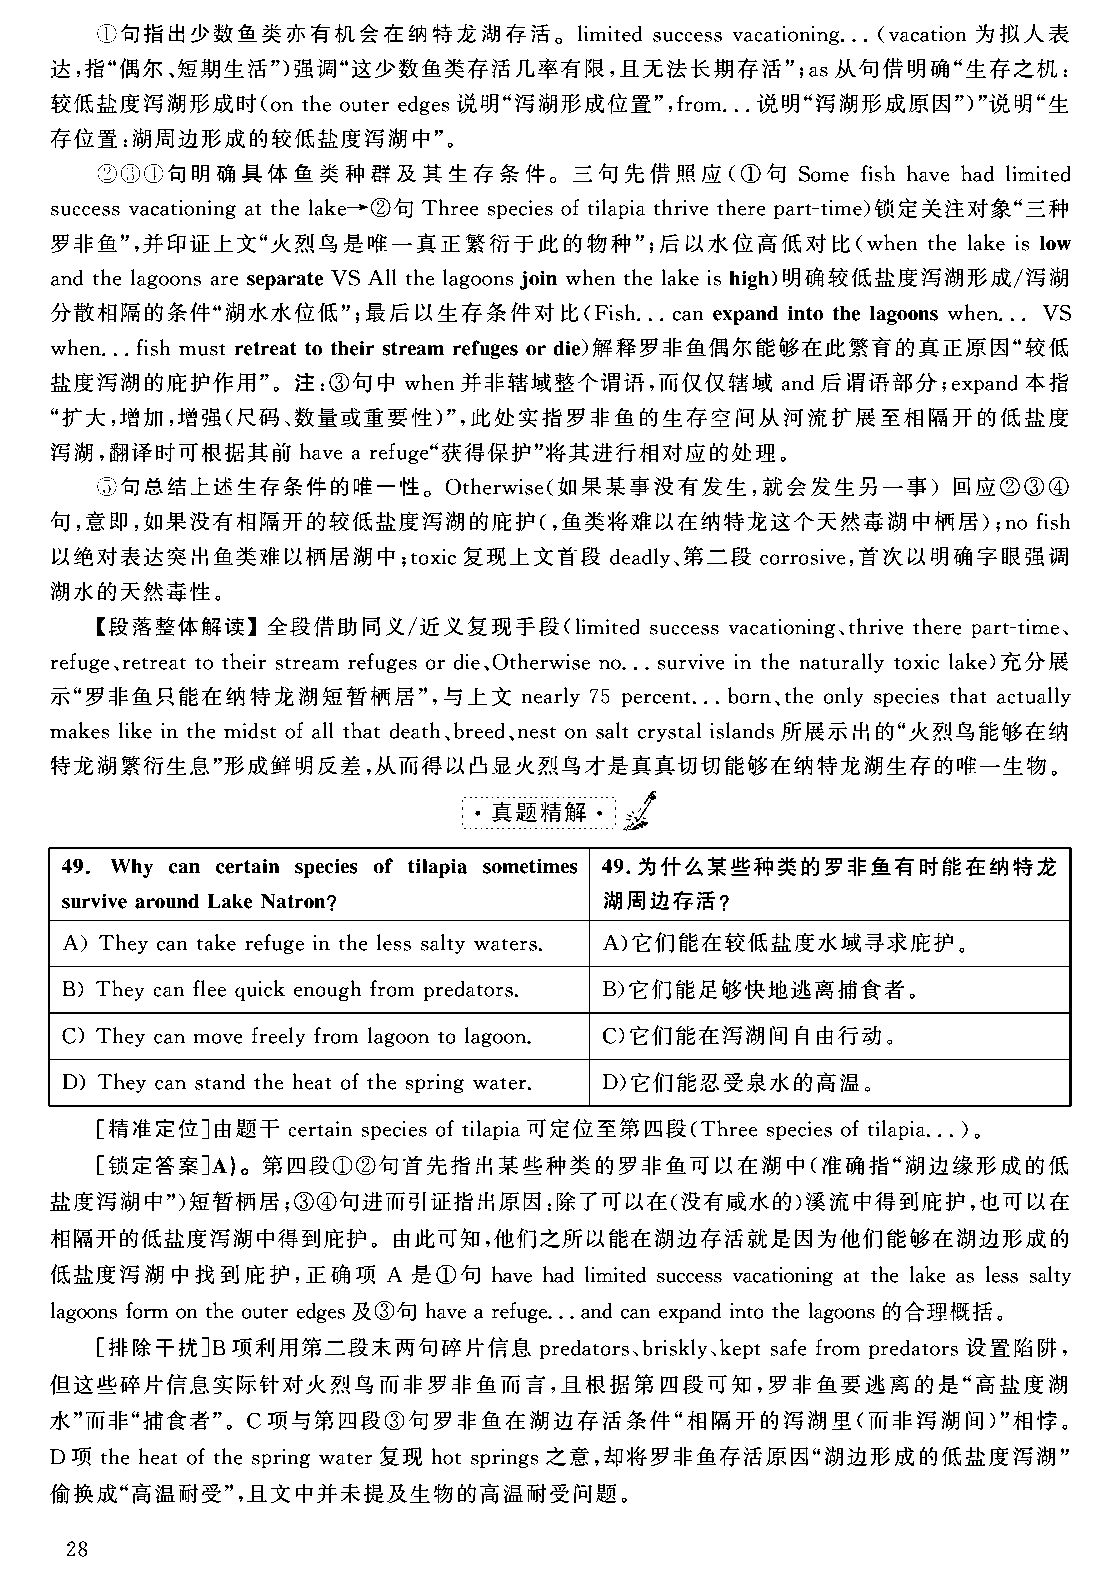 ①句指出少数鱼类亦有机会在纳特龙湖存活。limited success vacationing...(vacation 为拟人表
达,指“偶尔、短期生活”)强调“这少数鱼类存活几率有限,且无法长期存活”;as 从句借明确“生存之机:
较低盐度泻湖形成时(on the outer edges 说明“泻湖形成位置”,from...说明“泻湖形成原因”)”说明“生
存位置:湖周边形成的较低盐度泻湖中”。
②③①句明确具体鱼类种群及其生存条件。三句先借照应(①句 Some fish have had limited
success vacationing at the lake→②句 Three species of tilapia thrive there part-time)锁定关注对象“三种
罗非鱼”,并印证上文“火烈鸟是唯一真正繁衍于此的物种”;后以水位高低对比(when the lake is low
and the lagoons are separate VS All the lagoons join when the lake is high)明确较低盐度泻湖形成/泻湖
分散相隔的条件“湖水水位低”;最后以生存条件对比(Fish...can expand into the lagoons when... VS
when...fish must retreat to their stream refuges or die)解释罗非鱼偶尔能够在此繁育的真正原因“较低
盐度泻湖的庇护作用”。注:③句中 when 并非辖域整个谓语,而仅仅辖域 and 后谓语部分;expand 本指
“扩大,增加,增强(尺码、数量或重要性)”,此处实指罗非鱼的生存空间从河流扩展至相隔开的低盐度
泻湖,翻译时可根据其前 have a refuge“获得保护”将其进行相对应的处理。
⑤句总结上述生存条件的唯一性。Otherwise(如果某事没有发生,就会发生另一事) 回应②③④
句,意即,如果没有相隔开的较低盐度泻湖的庇护(,鱼类将难以在纳特龙这个天然毒湖中栖居);no fish
以绝对表达突出鱼类难以栖居湖中;toxic 复现上文首段 deadly、第二段 corrosive,首次以明确字眼强调
湖水的天然毒性。
【段落整体解读】全段借助同义/近义复现手段(limited success vacationing、thrive there part-time、
refuge、retreat to their stream refuges or die、Otherwise no...survive in the naturally toxic lake)充分展
示“罗非鱼只能在纳特龙湖短暂栖居”,与上文 nearly 75 percent...born、the only species that actually
makes like in the midst of all that death、breed、nest on salt crystal islands 所展示出的“火烈鸟能够在纳
特龙湖繁衍生息”形成鲜明反差,从而得以凸显火烈鸟才是真真切切能够在纳特龙湖生存的唯一生物。
·真题精解·
49. Why can certain species of tilapia sometimes
survive around Lake Natron?
49.为什么某些种类的罗非鱼有时能在纳特龙
湖周边存活?
A) They can take refuge in the less salty waters.
A)它们能在较低盐度水域寻求庇护。
B) They can flee quick enough from predators.
B)它们能足够快地逃离捕食者。
C) They can move freely from lagoon to lagoon.
C)它们能在泻湖间自由行动。
D) They can stand the heat of the spring water.
D)它们能忍受泉水的高温。
[精准定位]由题干 certain species of tilapia 可定位至第四段(Three species of tilapia...)。
[锁定答案]A)。第四段①②句首先指出某些种类的罗非鱼可以在湖中(准确指“湖边缘形成的低
盐度泻湖中”)短暂栖居;③④句进而引证指出原因:除了可以在(没有咸水的)溪流中得到庇护,也可以在
相隔开的低盐度泻湖中得到庇护。由此可知,他们之所以能在湖边存活就是因为他们能够在湖边形成的
低盐度泻湖中找到庇护,正确项 A 是①句 have had limited success vacationing at the lake as less salty
lagoons form on the outer edges 及③句 have a refuge...and can expand into the lagoons 的合理概括。
[排除干扰]B 项利用第二段末两句碎片信息 predators、briskly、kept safe from predators 设置陷阱,
但这些碎片信息实际针对火烈鸟而非罗非鱼而言,且根据第四段可知,罗非鱼要逃离的是“高盐度湖
水”而非“捕食者”。C 项与第四段③句罗非鱼在湖边存活条件“相隔开的泻湖里(而非泻湖间)”相悖。
D 项 the heat of the spring water 复现 hot springs 之意,却将罗非鱼存活原因“湖边形成的低盐度泻湖”
偷换成“高温耐受”,且文中并未提及生物的高温耐受问题。
28